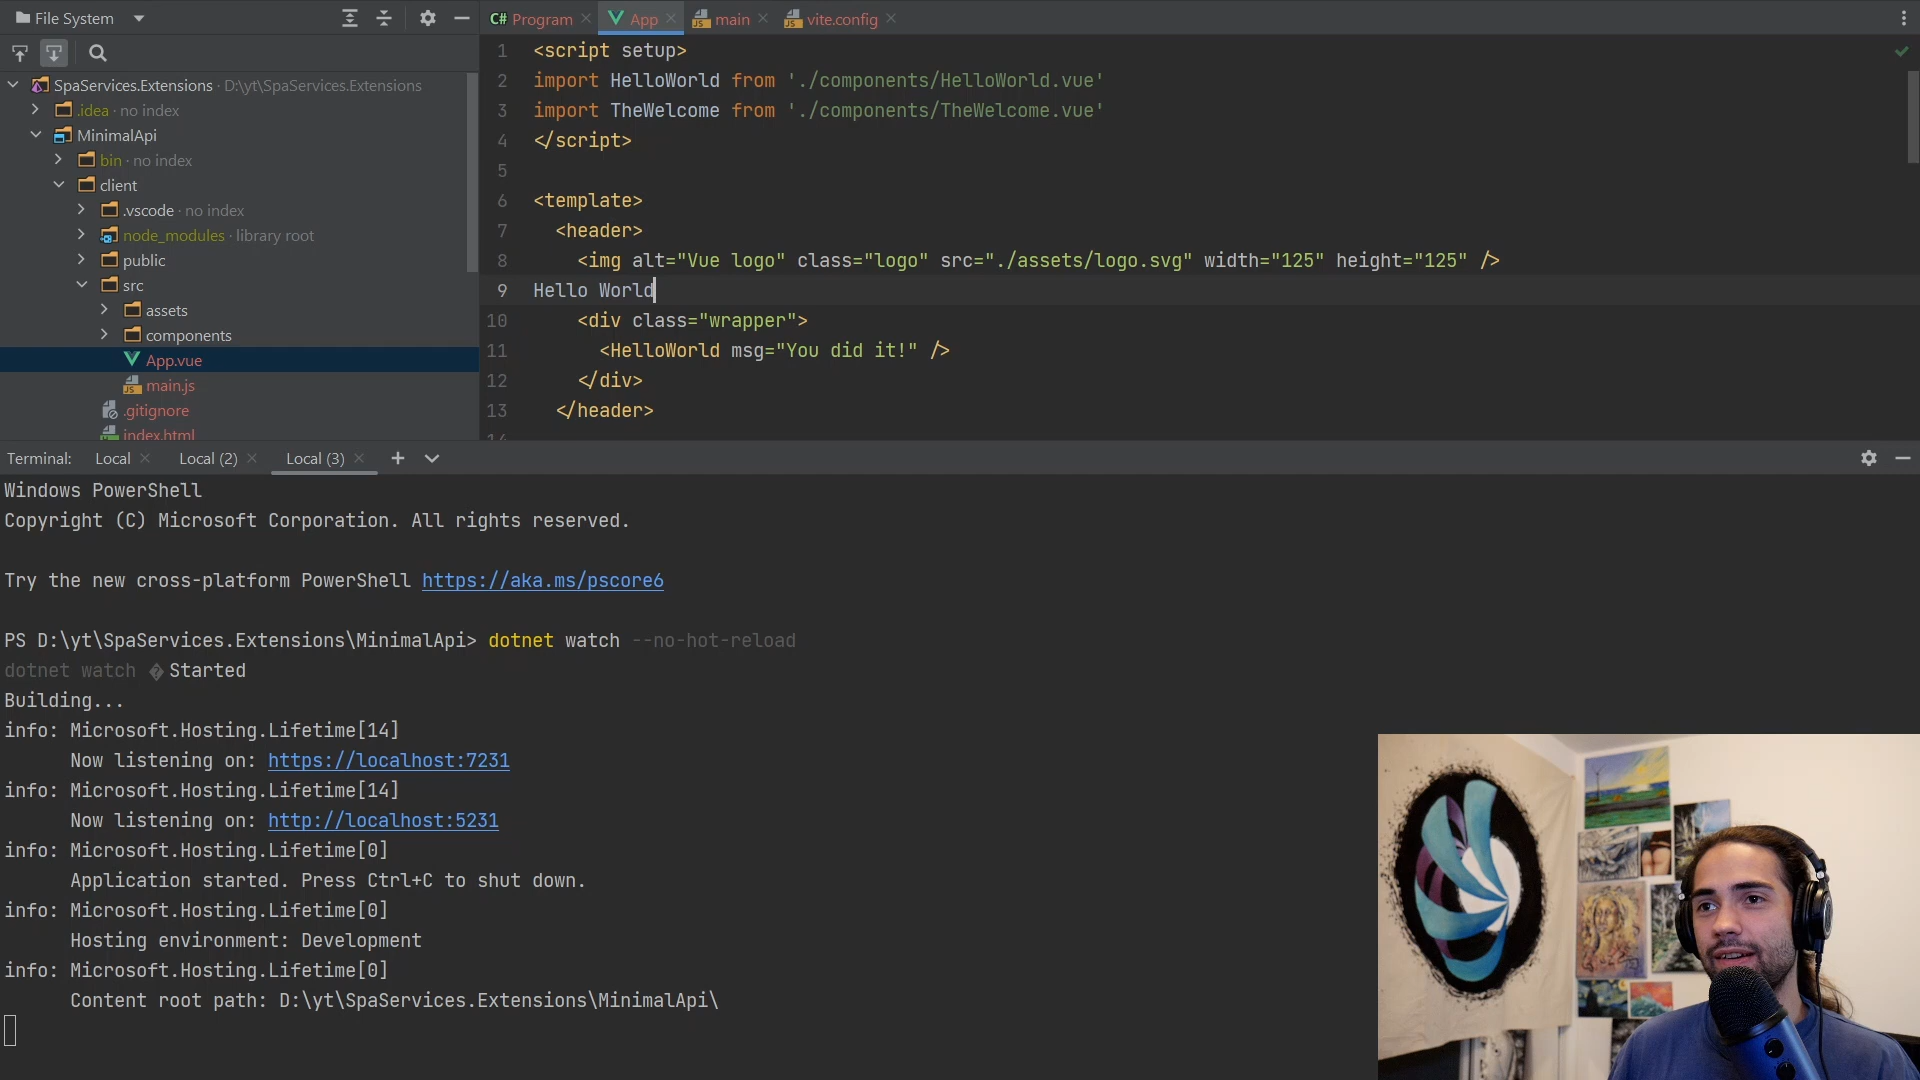 File System
C# Program
App
JS main
JS vite.config
SpaServices.Extensions · D:\yt\SpaServices.Extensions
.idea · no index
MinimalApi
bin · no index
client
.vscode · no index
node_modules · library root
public
src
assets
components
App.vue
JS main.js
.gitignore
index.html
1 <script setup>
2 import HelloWorld from './components/HelloWorld.vue'
3 import TheWelcome from './components/TheWelcome.vue'
4 </script>
5
6 <template>
7 <header>
8 <img alt="Vue logo" class="logo" src="./assets/logo.svg" width="125" height="125" />
9 Hello World
10 <div class="wrapper">
11 <HelloWorld msg="You did it!" />
12 </div>
13 </header>
14
Terminal: Local Local (2) Local (3)
Windows PowerShell
Copyright (C) Microsoft Corporation. All rights reserved.
Try the new cross-platform PowerShell https://aka.ms/pscore6
PS D:\yt\SpaServices.Extensions\MinimalApi> dotnet watch --no-hot-reload
dotnet watch � Started
Building...
info: Microsoft.Hosting.Lifetime[14]
Now listening on: https://localhost:7231
info: Microsoft.Hosting.Lifetime[14]
Now listening on: http://localhost:5231
info: Microsoft.Hosting.Lifetime[0]
Application started. Press Ctrl+C to shut down.
info: Microsoft.Hosting.Lifetime[0]
Hosting environment: Development
info: Microsoft.Hosting.Lifetime[0]
Content root path: D:\yt\SpaServices.Extensions\MinimalApi\